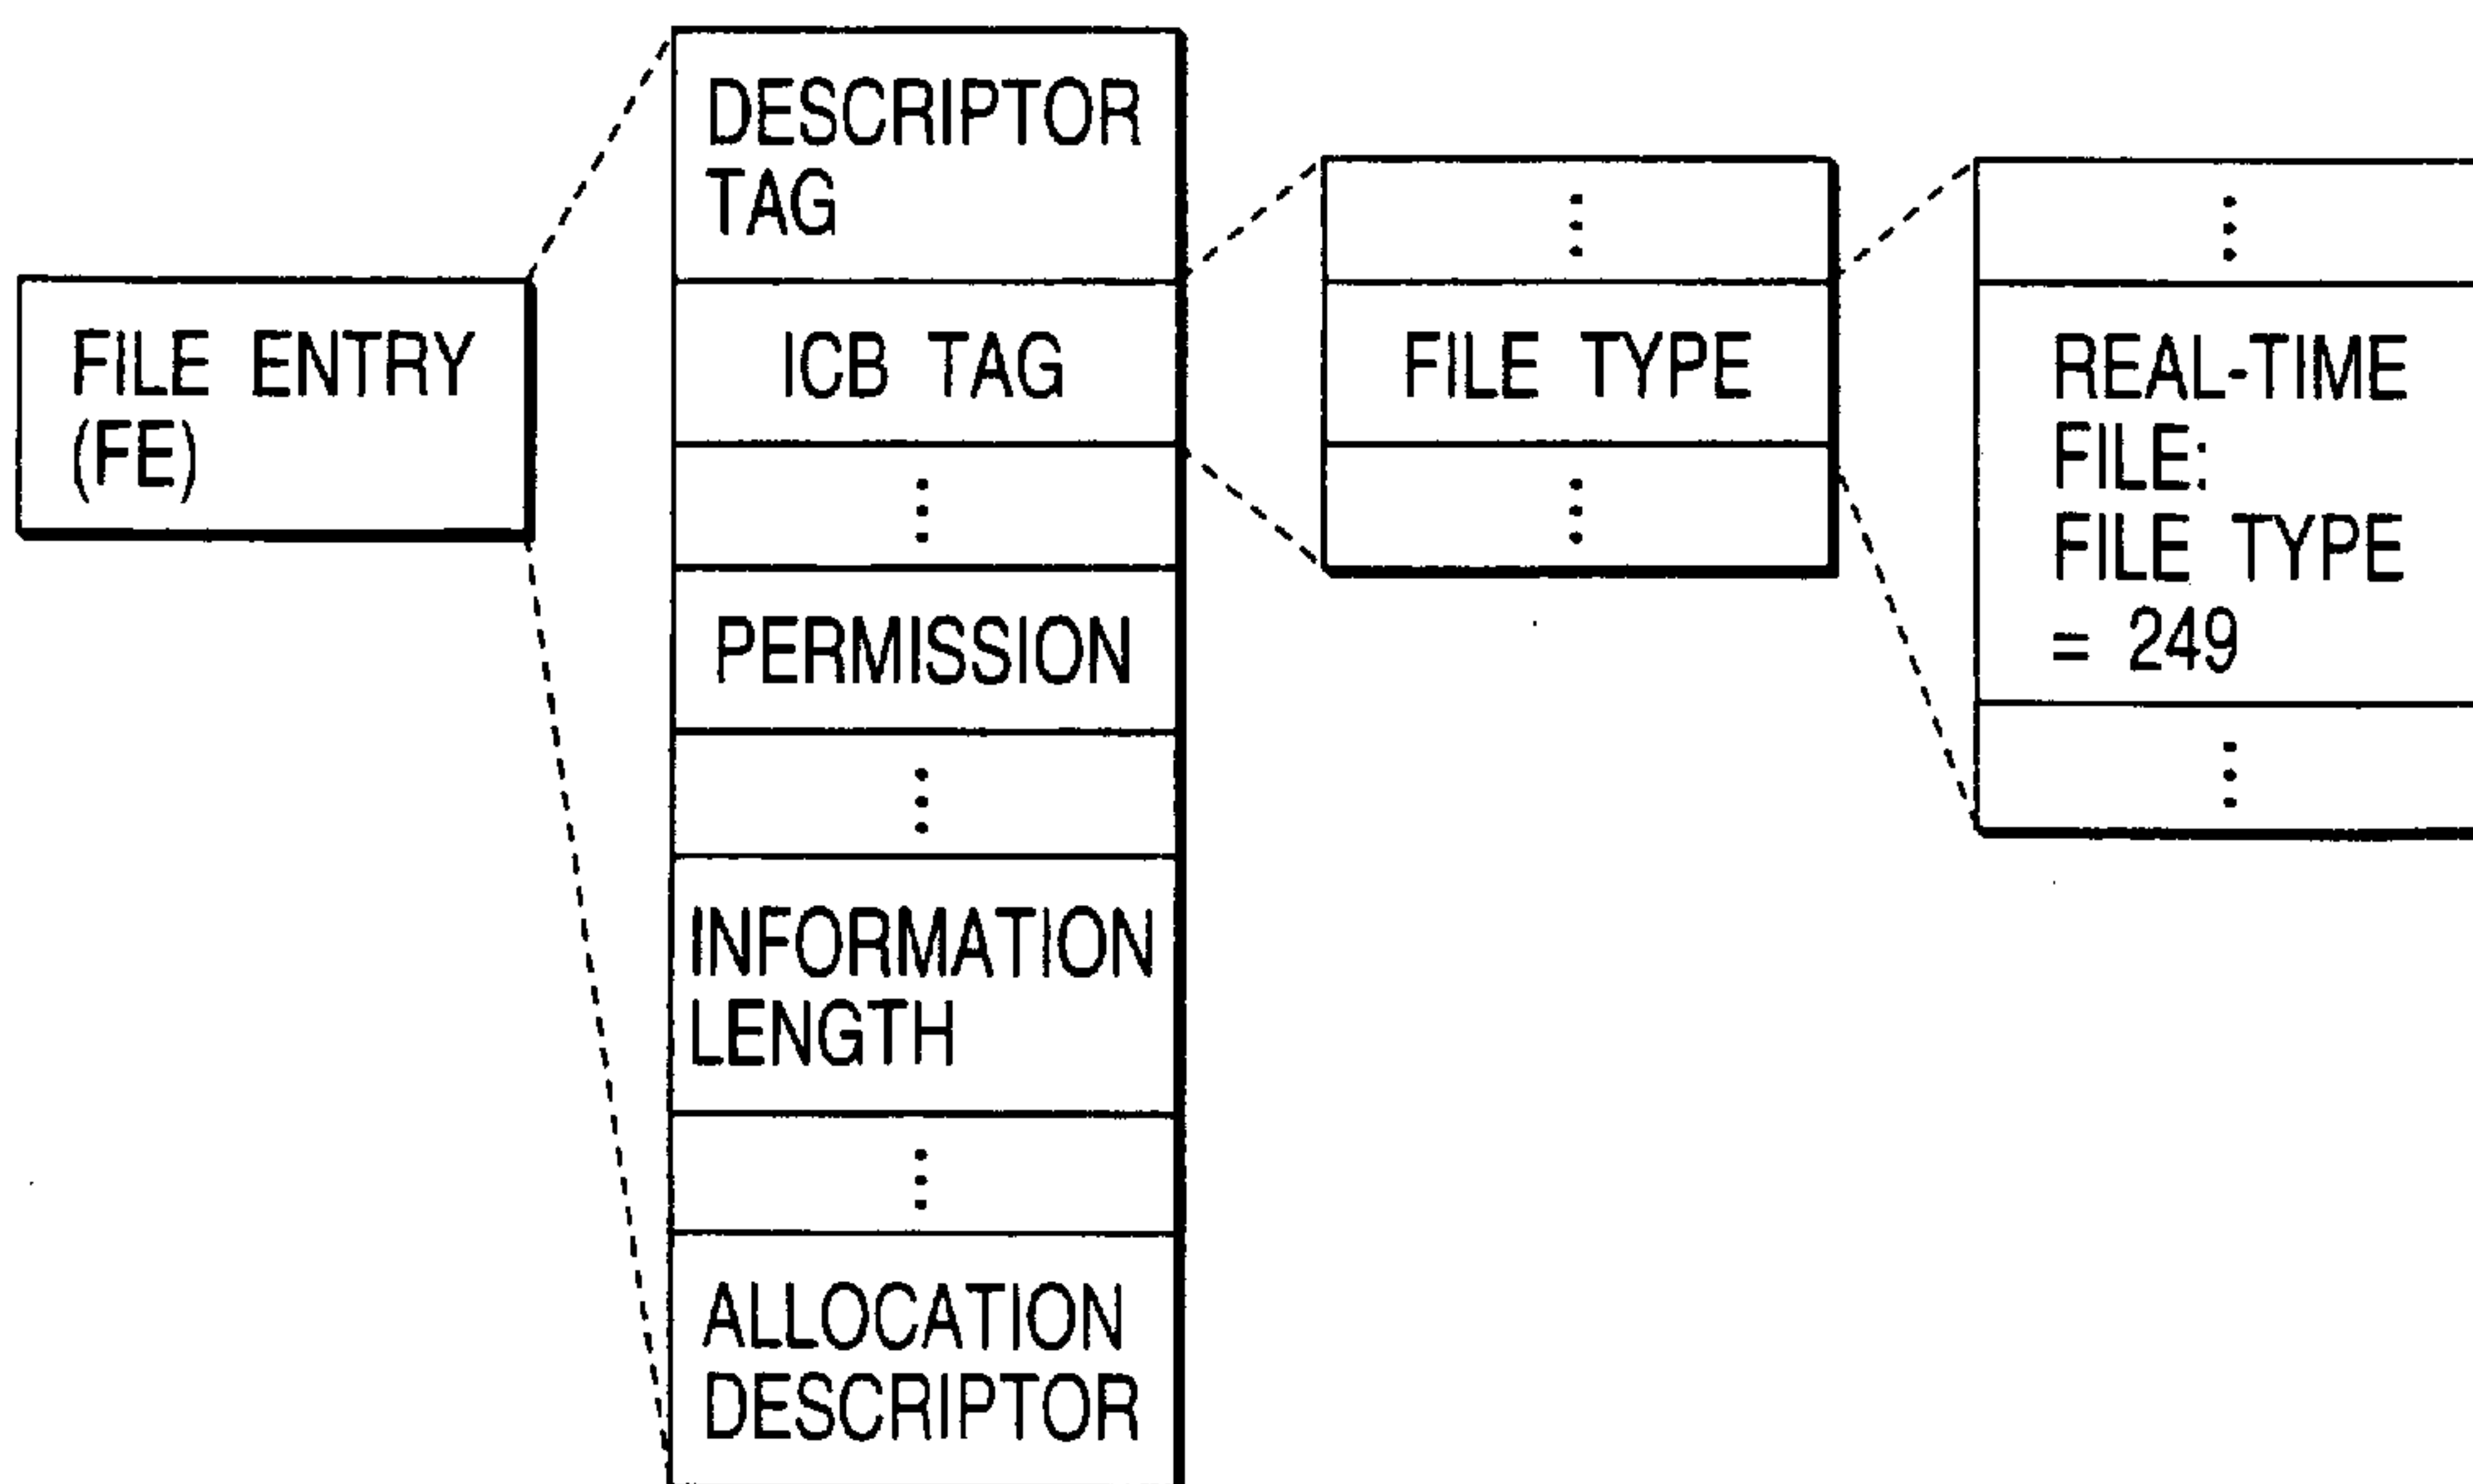 FILE ENTRY
(FE)
DESCRIPTOR
TAG
ICB TAG
PERMISSION
INFORMATION
LENGTH
ALLOCATION
DESCRIPTOR
FILE TYPE
REAL-TIME
FILE:
FILE TYPE
= 249